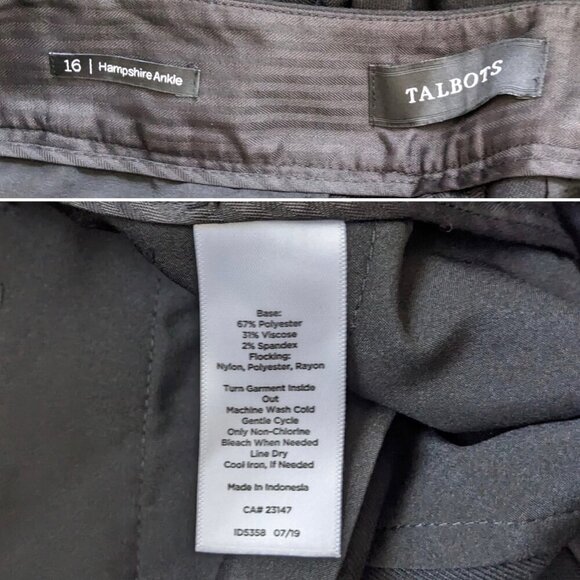 16 | Hampshire Ankle
TALBOTS
Base:
67% Polyester
31% Viscose
2% Spandex
Flocking:
Nylon, Polyester, Rayon
Turn Garment Inside
Out
Machine Wash Cold
Gentle Cycle
Only Non-Chlorine
Bleach When Needed
Line Dry
Cool Iron, If Needed
Made In Indonesia
CA# 23147
ID5358 07/19